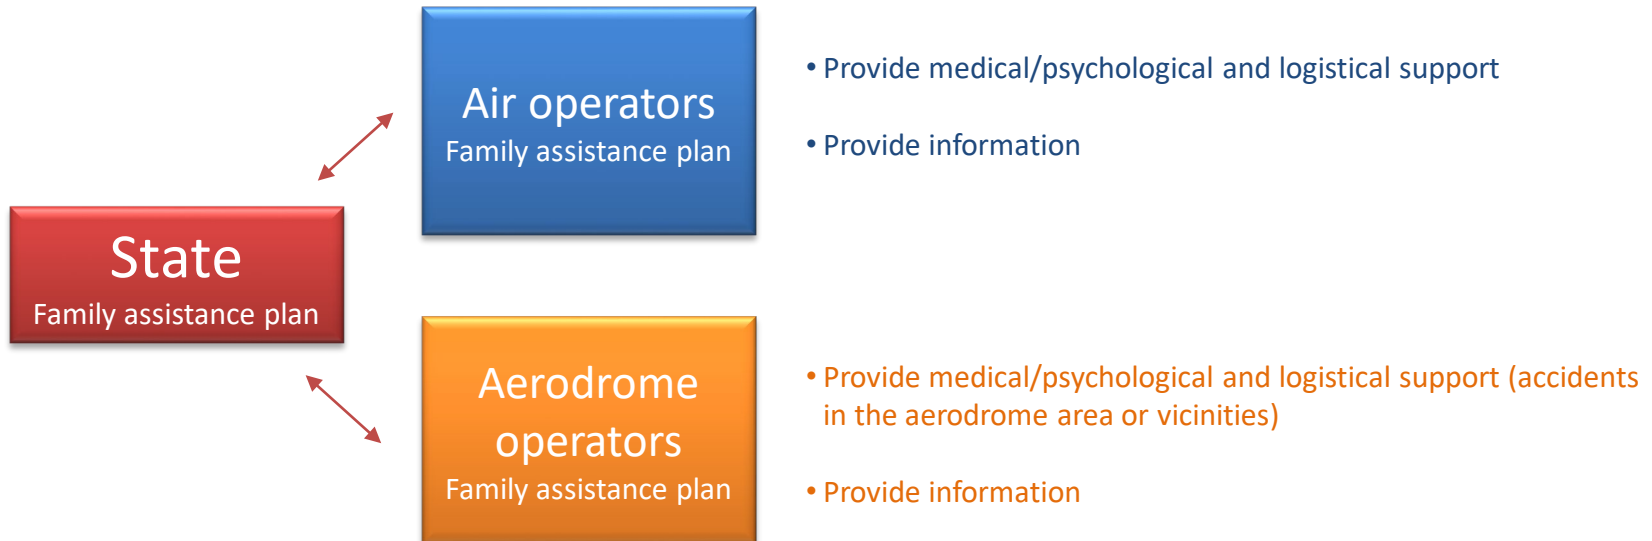 State
Family assistance plan
Air operators
Family assistance plan
• Provide medical/psychological and logistical support
• Provide information
Aerodrome
operators
Family assistance plan
• Provide medical/psychological and logistical support (accidents
in the aerodrome area or vicinities)
• Provide information